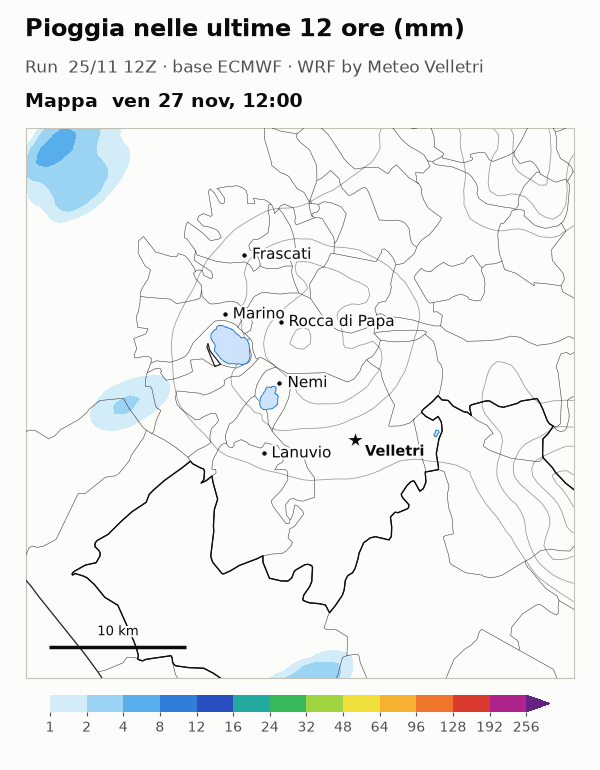 Pioggia nelle ultime 12 ore (mm)
Run 25/11 12Z · base ECMWF · WRF by Meteo Velletri
Mappa ven 27 nov, 12:00
Frascati
Marino
Rocca di Papa
Nemi
Lanuvio
Velletri
10 km
1 2 4 8 12 16 24 32 48 64 96 128 192 256